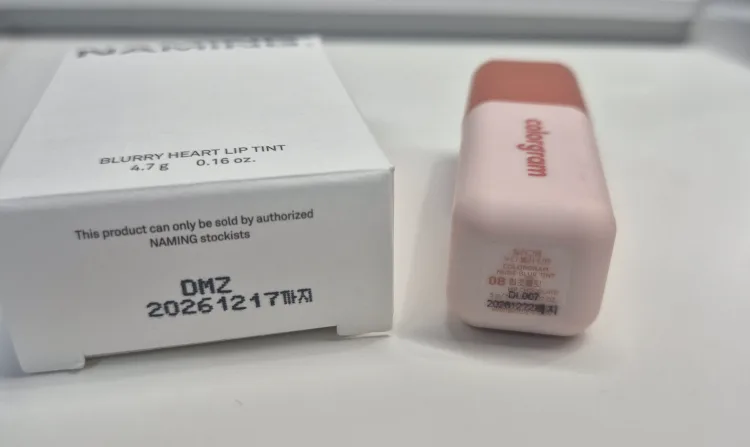 NAMING.
BLURRY HEART LIP TINT
4.7 g 0.16 oz.
This product can only be sold by authorized
NAMING stockists
DMZ
20261217까지
colorgram
08